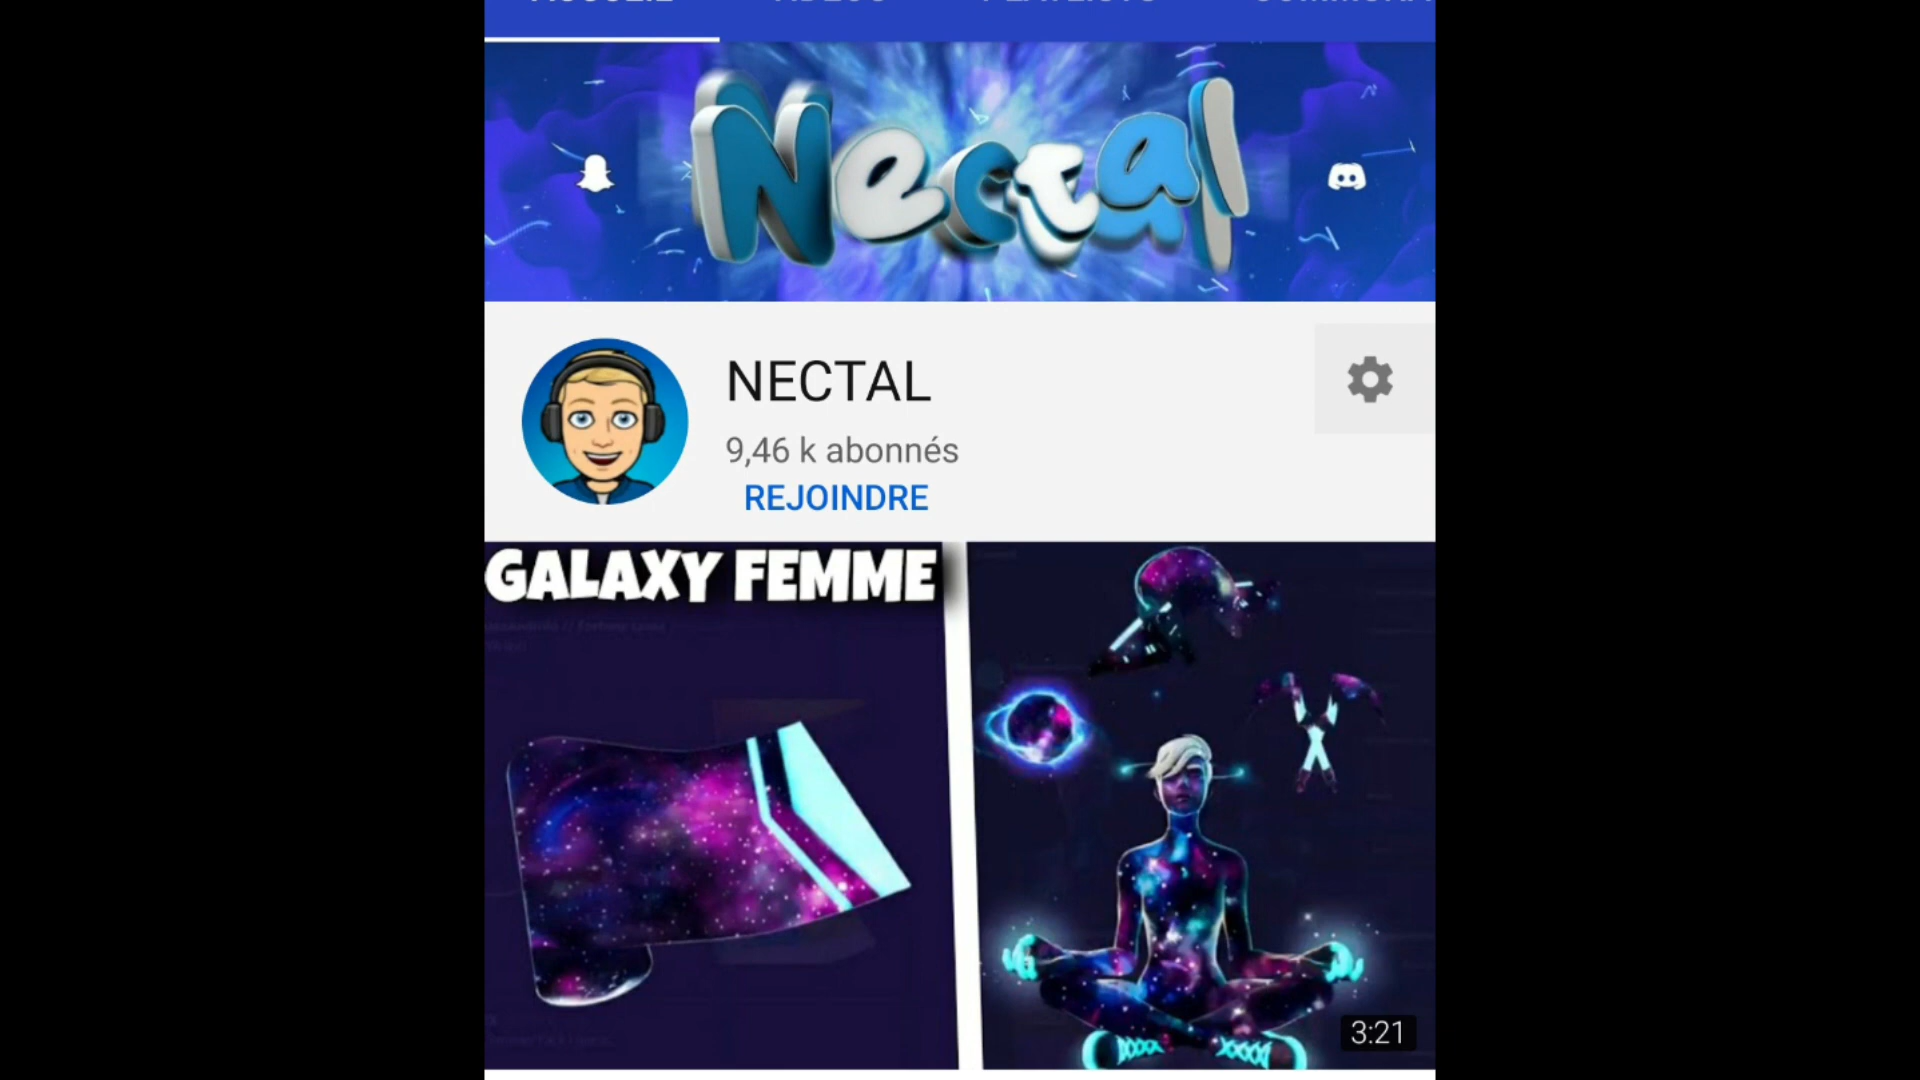 Nectal
NECTAL
9,46 k abonnés
REJOINDRE
GALAXY FEMME
3:21